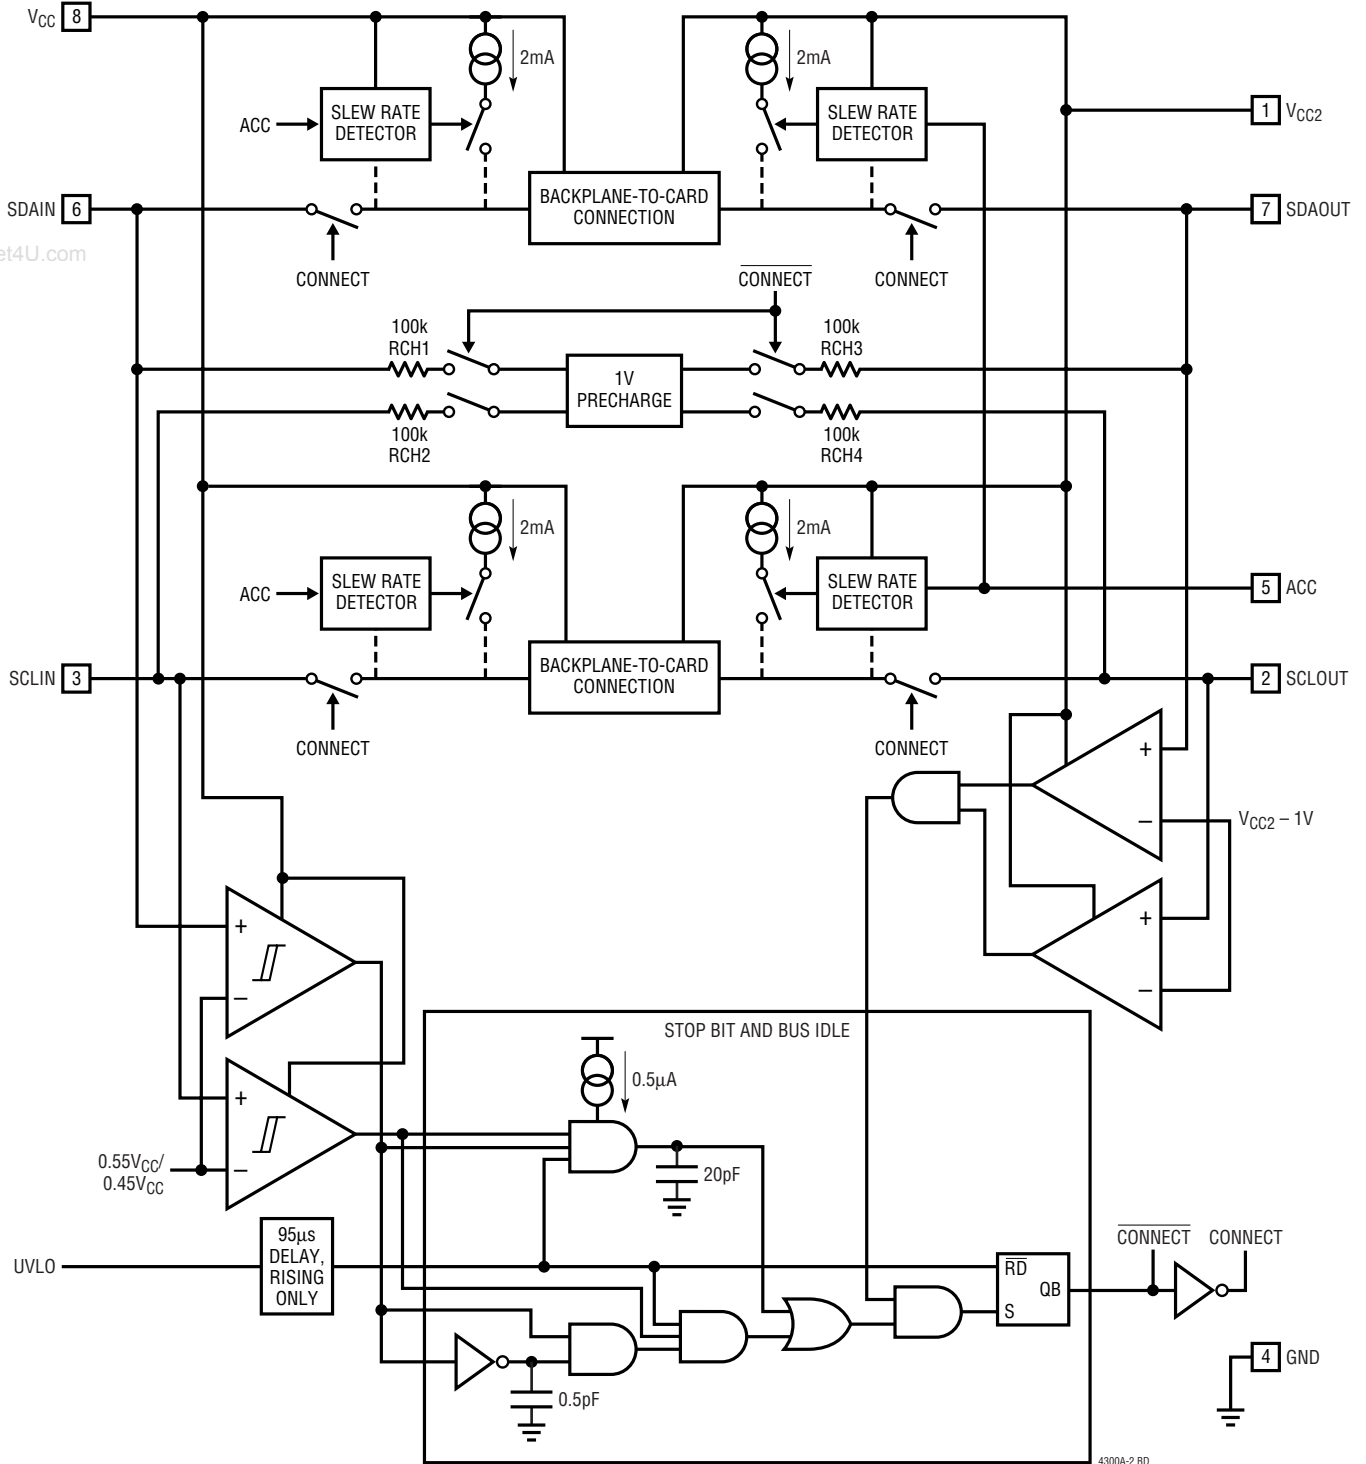 VCC 8
2mA
2mA
SLEW RATE
DETECTOR
ACC
SLEW RATE
DETECTOR
1 VCC2
SDAIN 6
BACKPLANE-TO-CARD
CONNECTION
7 SDAOUT
et4U.com
CONNECT
CONNECT
CONNECT
100k
RCH1
100k
RCH3
1V
PRECHARGE
100k
RCH2
100k
RCH4
2mA
2mA
SLEW RATE
DETECTOR
ACC
SLEW RATE
DETECTOR
5 ACC
SCLIN 3
BACKPLANE-TO-CARD
CONNECTION
2 SCLOUT
CONNECT
CONNECT
+
–
VCC2 – 1V
+
–
+
–
+
–
0.55VCC/
0.45VCC
STOP BIT AND BUS IDLE
0.5µA
20pF
UVLO
95µs
DELAY,
RISING
ONLY
RD
QB
S
CONNECT
CONNECT
0.5pF
4 GND
4300A-2 BD